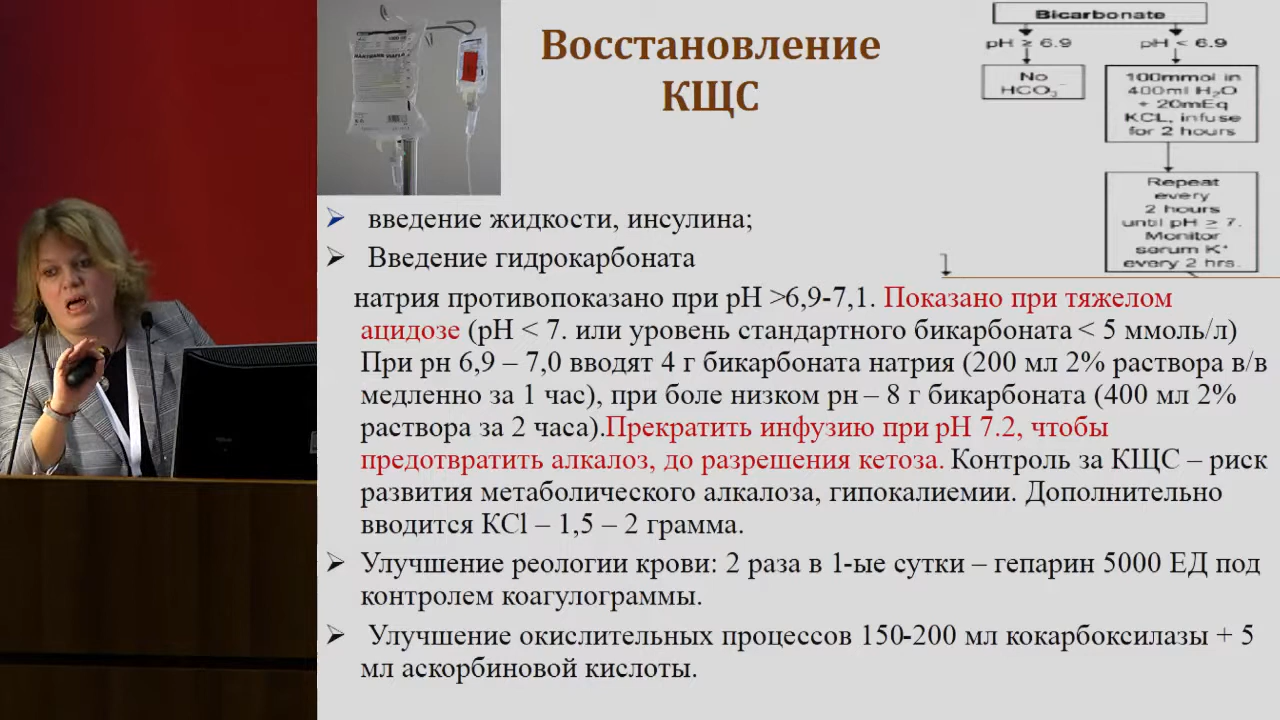 Восстановление
КЩС
Bicarbonate
pH ≥ 6.9
pH < 6.9
No
HCO₃⁻
100mmol in
400ml H₂O
+ 20mEq
KCL, infuse
for 2 hours
Repeat
every
2 hours
until pH ≥ 7.
Monitor
serum K⁺
every 2 hrs.
➢ введение жидкости, инсулина;
➢ Введение гидрокарбоната
натрия противопоказано при pH >6,9-7,1. Показано при тяжелом
ацидозе (pH < 7. или уровень стандартного бикарбоната < 5 ммоль/л)
При рн 6,9 – 7,0 вводят 4 г бикарбоната натрия (200 мл 2% раствора в/в
медленно за 1 час), при боле низком рн – 8 г бикарбоната (400 мл 2%
раствора за 2 часа).Прекратить инфузию при pH 7.2, чтобы
предотвратить алкалоз, до разрешения кетоза. Контроль за КЩС – риск
развития метаболического алкалоза, гипокалиемии. Дополнительно
вводится KCl – 1,5 – 2 грамма.
➢ Улучшение реологии крови: 2 раза в 1-ые сутки – гепарин 5000 ЕД под
контролем коагулограммы.
➢ Улучшение окислительных процессов 150-200 мл кокарбоксилазы + 5
мл аскорбиновой кислоты.